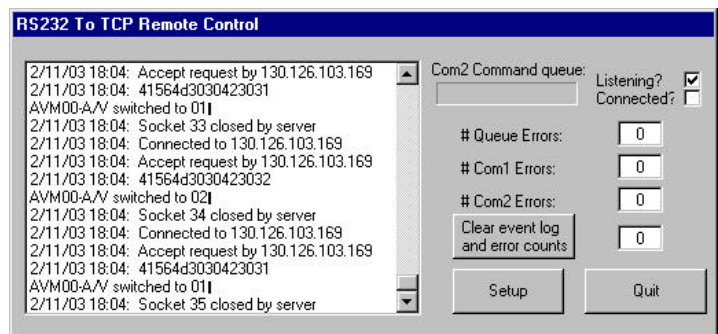 RS232 To TCP Remote Control
2/11/03 18:04: Accept request by 130.126.103.169
2/11/03 18:04: 41564d3030423031
AVM00-A/V switched to 01
2/11/03 18:04: Socket 33 closed by server
2/11/03 18:04: Connected to 130.126.103.169
2/11/03 18:04: Accept request by 130.126.103.169
2/11/03 18:04: 41564d3030423032
AVM00-A/V switched to 02
2/11/03 18:04: Socket 34 closed by server
2/11/03 18:04: Connected to 130.126.103.169
2/11/03 18:04: Accept request by 130.126.103.169
2/11/03 18:04: 41564d3030423031
AVM00-A/V switched to 01
2/11/03 18:04: Socket 35 closed by server
Com2 Command queue:
Listening?
Connected?
# Queue Errors: 0
# Com1 Errors: 0
# Com2 Errors: 0
Clear event log
and error counts
0
Setup
Quit